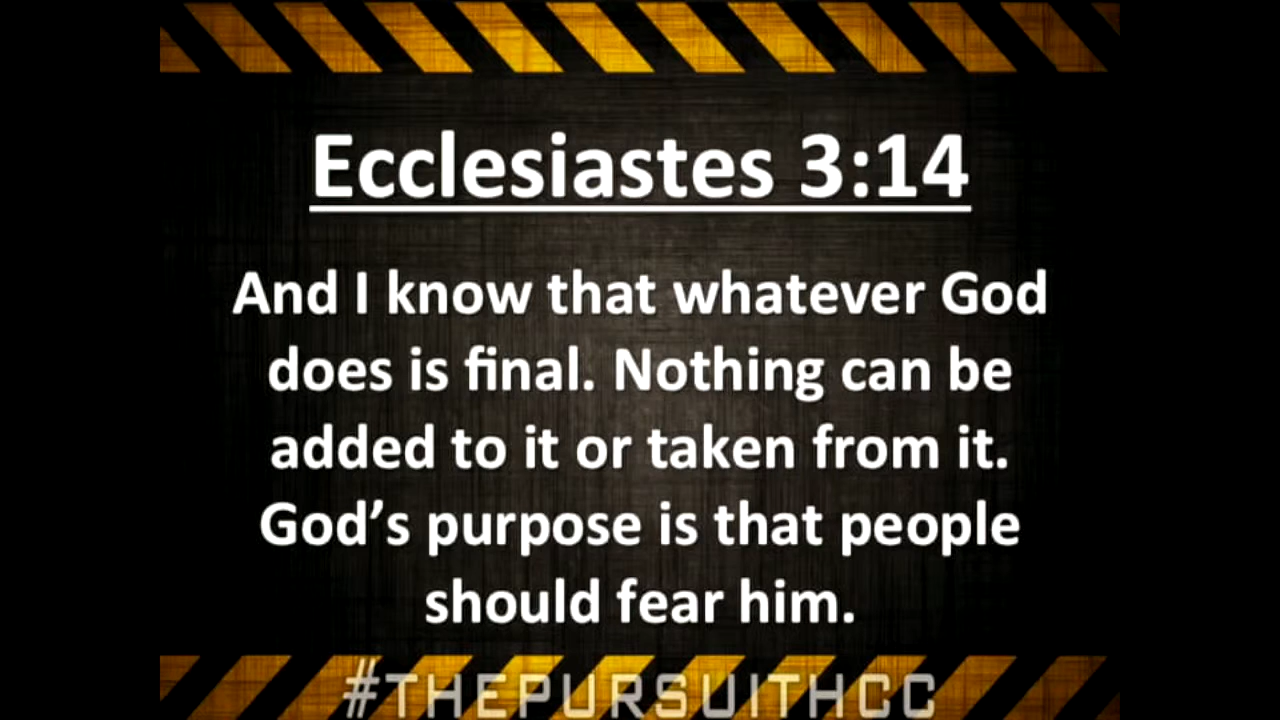 Ecclesiastes 3:14
And I know that whatever God
does is final. Nothing can be
added to it or taken from it.
God’s purpose is that people
should fear him.
#THEPURSUITHCC